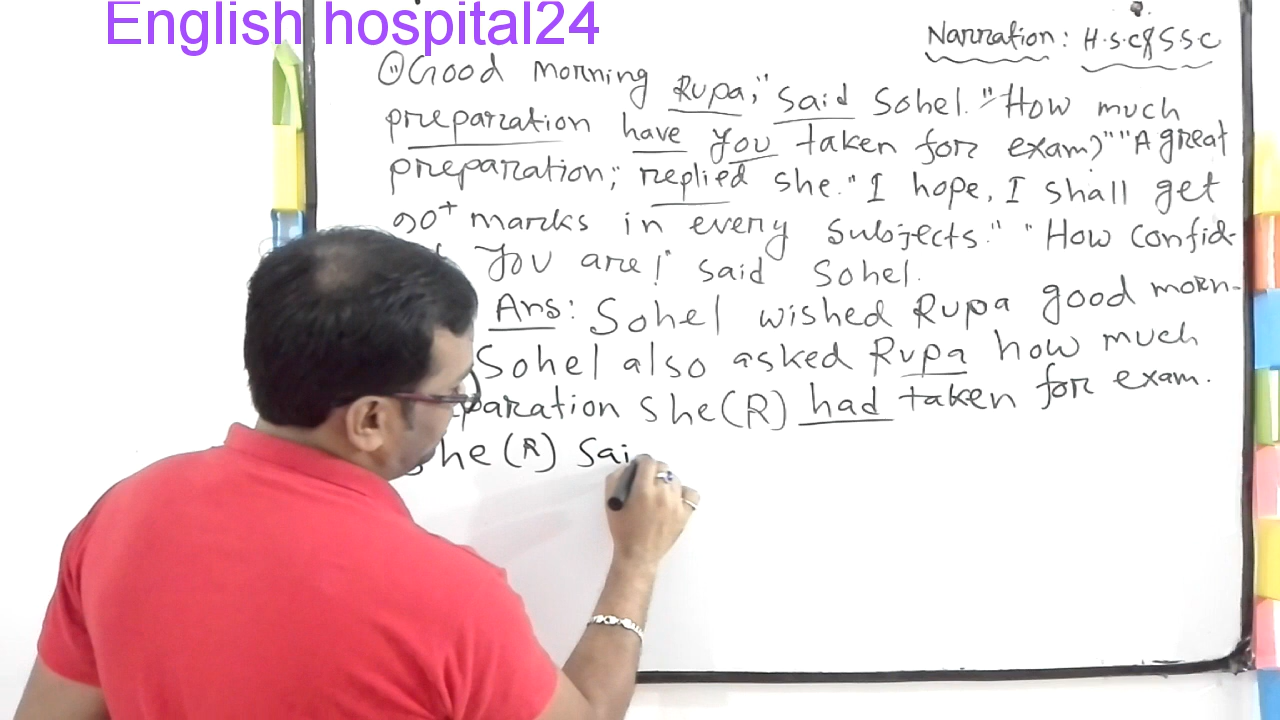 English hospital24
Narration: H.S.C & S S C
① Good morning Rupa," said Sohel. "How much
preparation have you taken for exam?" "A great
preparation," replied she. "I hope, I shall get
90+ marks in every subjects." "How confid-
You are!" said Sohel.
Ans: Sohel wished Rupa good morn-
Sohel also asked Rupa how much
paration she (R) had taken for exam.
She (R) sai